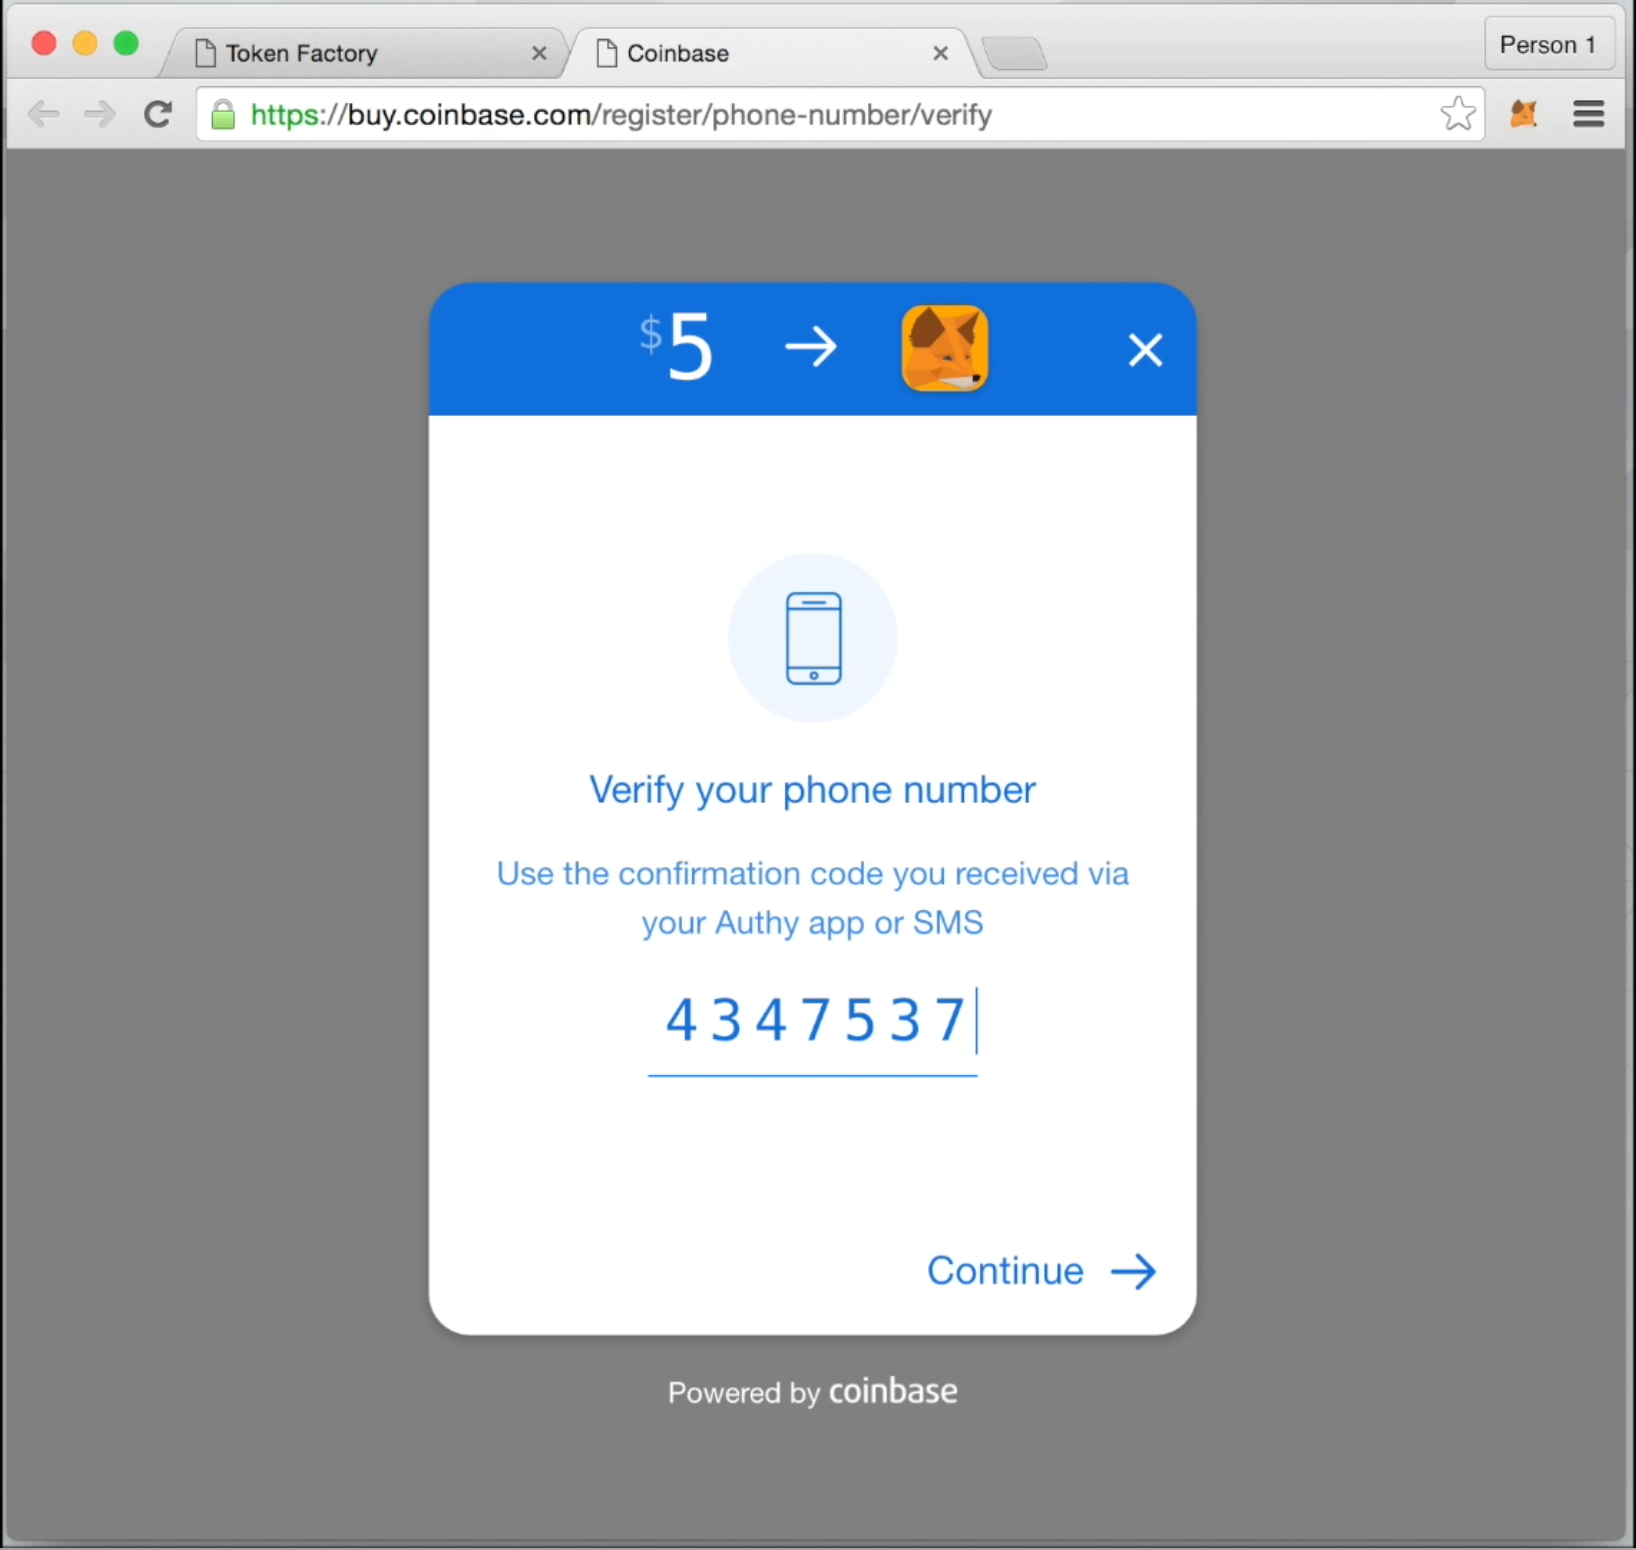 Token Factory
Coinbase
Person 1
https://buy.coinbase.com/register/phone-number/verify
$5
Verify your phone number
Use the confirmation code you received via
your Authy app or SMS
4347537
Continue
Powered by coinbase